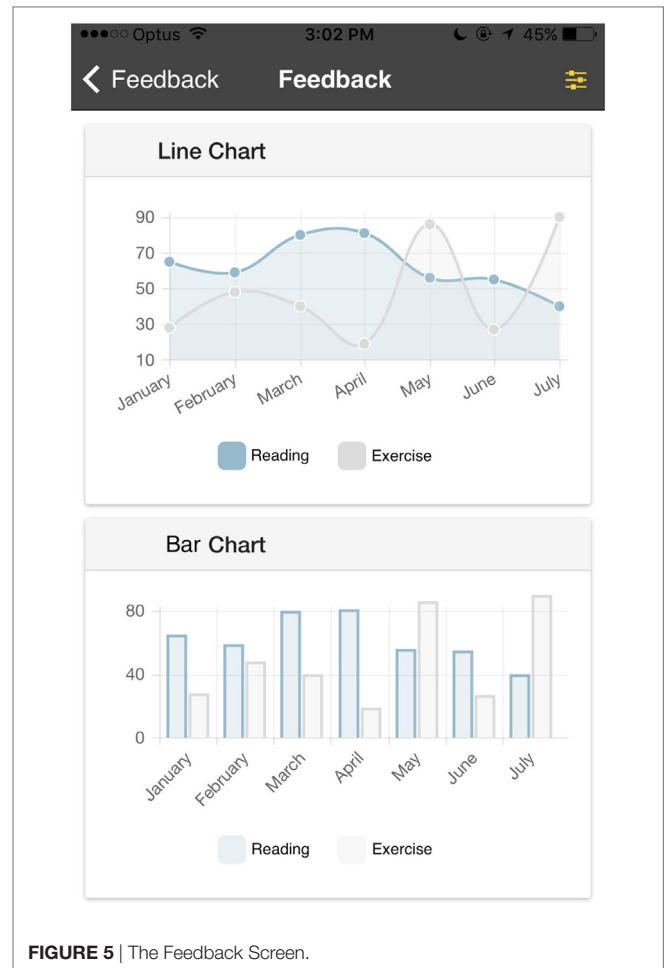 Optus 3:02 PM 45%
Feedback Feedback
Line Chart
90
70
50
30
10
January February March April May June July
Reading Exercise
Bar Chart
80
40
0
January February March April May June July
Reading Exercise
FIGURE 5 | The Feedback Screen.